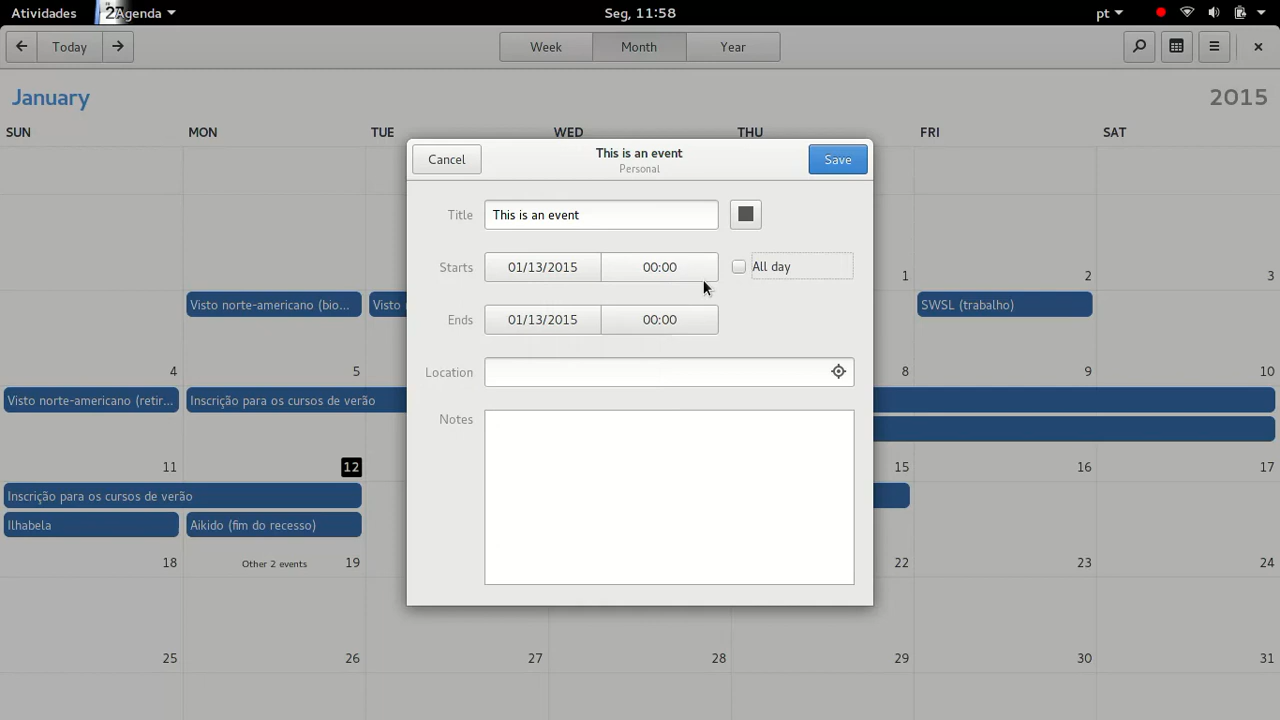 Atividades
27
Agenda
Seg, 11:58
pt
Today
Week
Month
Year
January
2015
SUN
MON
TUE
WED
THU
FRI
SAT
Cancel
This is an event
Personal
Save
Title
This is an event
Starts
01/13/2015
00:00
All day
Ends
01/13/2015
00:00
Location
Notes
1
2
3
Visto norte-americano (bio...
Visto
SWSL (trabalho)
4
5
8
9
10
Visto norte-americano (retir...
Inscrição para os cursos de verão
11
12
15
16
17
Inscrição para os cursos de verão
Ilhabela
Aikido (fim do recesso)
18
Other 2 events
19
22
23
24
25
26
27
28
29
30
31